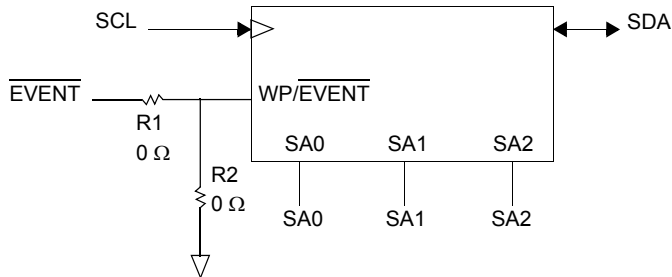 SCL
SDA
EVENT
WP/EVENT
R1
0 Ω
SA0 SA1 SA2
R2
0 Ω
SA0 SA1 SA2